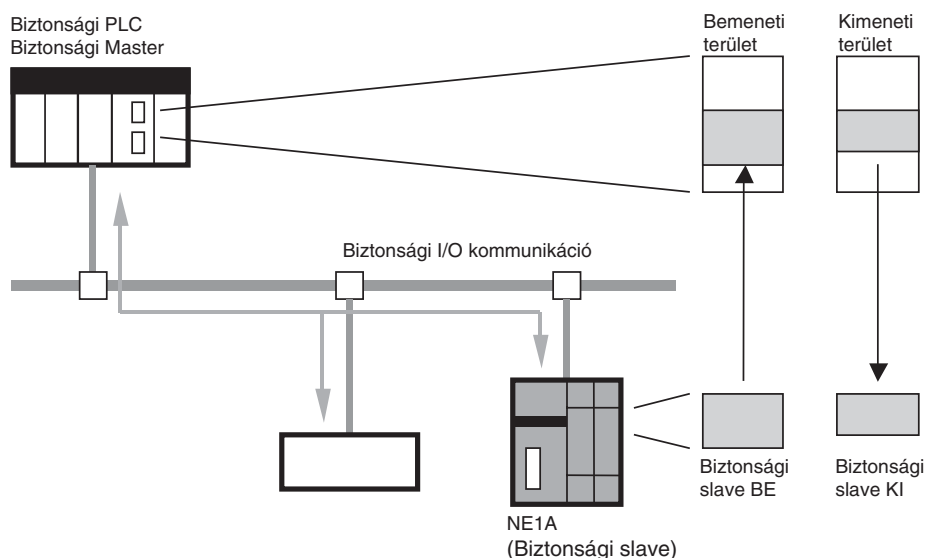 Biztonsági PLC
Biztonsági Master
Bemeneti
terület
Kimeneti
terület
Biztonsági I/O kommunikáció
Biztonsági
slave BE
Biztonsági
slave KI
NE1A
(Biztonsági slave)